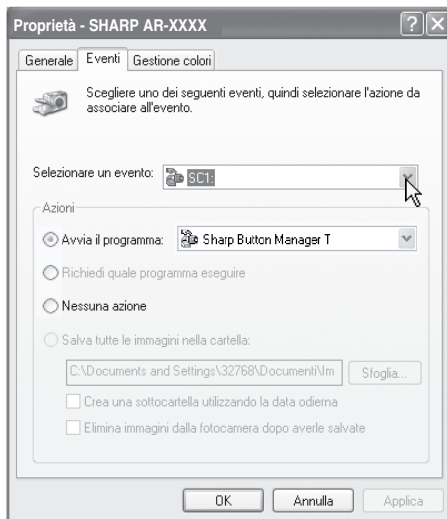 Proprietà - SHARP AR-XXXX
Generale Eventi Gestione colori
Scegliere uno dei seguenti eventi, quindi selezionare l'azione da
associare all'evento.
Selezionare un evento: SC1:
Azioni
Avvia il programma: Sharp Button Manager T
Richiedi quale programma eseguire
Nessuna azione
Salva tutte le immagini nella cartella:
C:\Documents and Settings\32768\Documenti\Im Sfoglia...
Crea una sottocartella utilizzando la data odierna
Elimina immagini dalla fotocamera dopo averle salvate
OK Annulla Applica